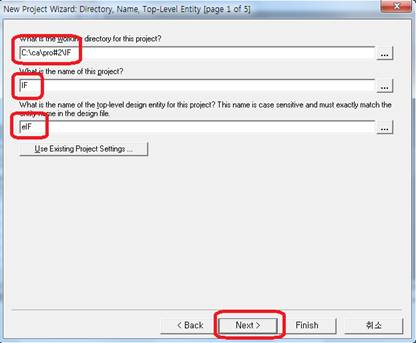 New Project Wizard: Directory, Name, Top-Level Entity [page 1 of 5]
What is the working directory for this project?
C:\ca\pro#2\IF
...
What is the name of this project?
IF
...
What is the name of the top-level design entity for this project? This name is case sensitive and must exactly match the
entity name in the design file.
eIF
...
Use Existing Project Settings ...
< Back
Next >
Finish
취소